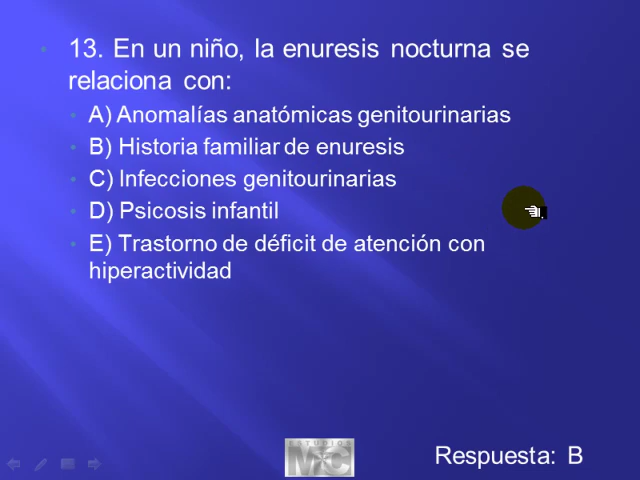 13. En un niño, la enuresis nocturna se
relaciona con:
A) Anomalías anatómicas genitourinarias
B) Historia familiar de enuresis
C) Infecciones genitourinarias
D) Psicosis infantil
E) Trastorno de déficit de atención con
hiperactividad
ESTUDIOS
MC
Respuesta: B